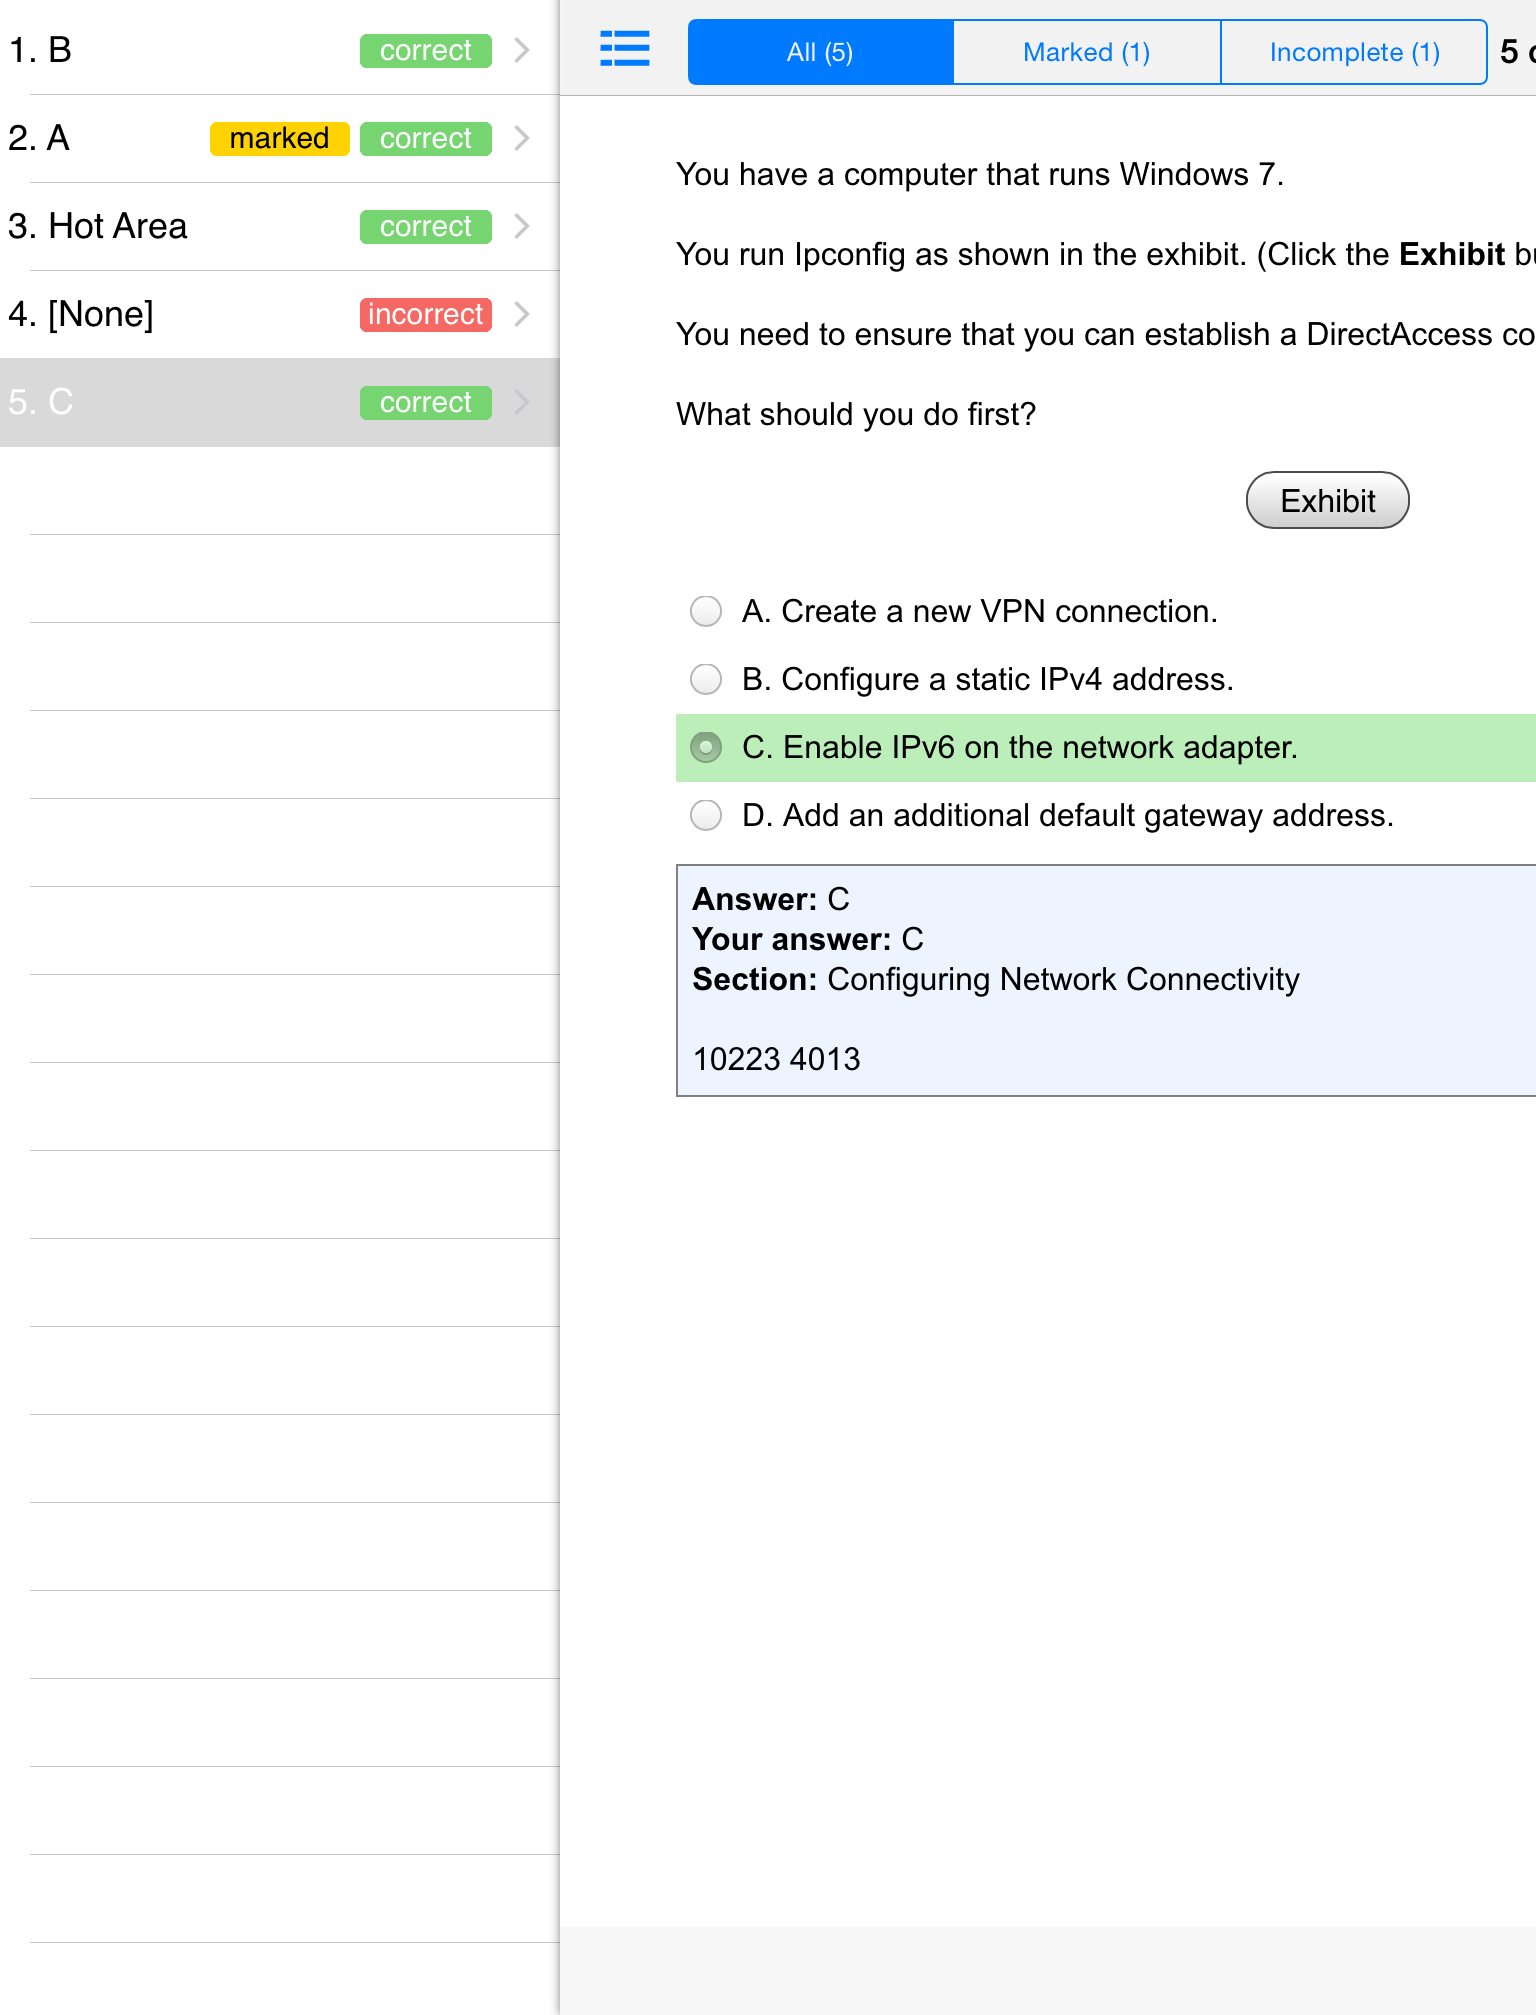 1. B correct
2. A marked correct
3. Hot Area correct
4. [None] incorrect
5. C correct
All (5) Marked (1) Incomplete (1) 5
You have a computer that runs Windows 7.
You run Ipconfig as shown in the exhibit. (Click the Exhibit
You need to ensure that you can establish a DirectAccess
What should you do first?
Exhibit
A. Create a new VPN connection.
B. Configure a static IPv4 address.
C. Enable IPv6 on the network adapter.
D. Add an additional default gateway address.
Answer: C
Your answer: C
Section: Configuring Network Connectivity
10223 4013